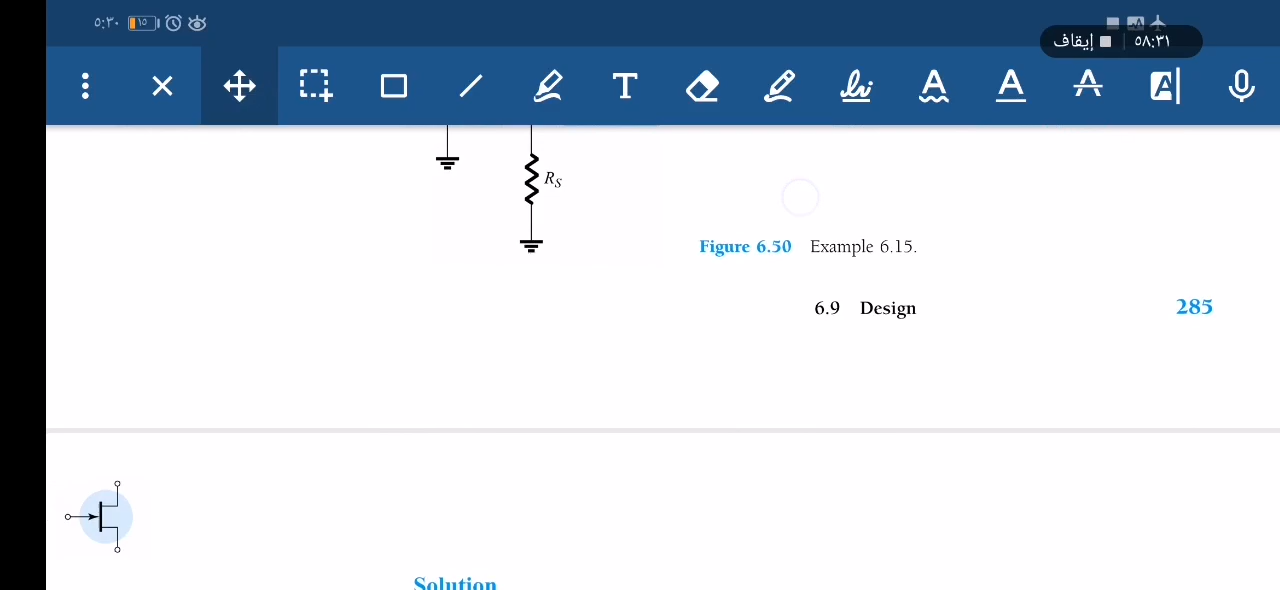 ٥:٣٠ ١٥
إيقاف ٥٨:٣١
T A A A A
R_S
Figure 6.50 Example 6.15.
6.9 Design 285
Solution